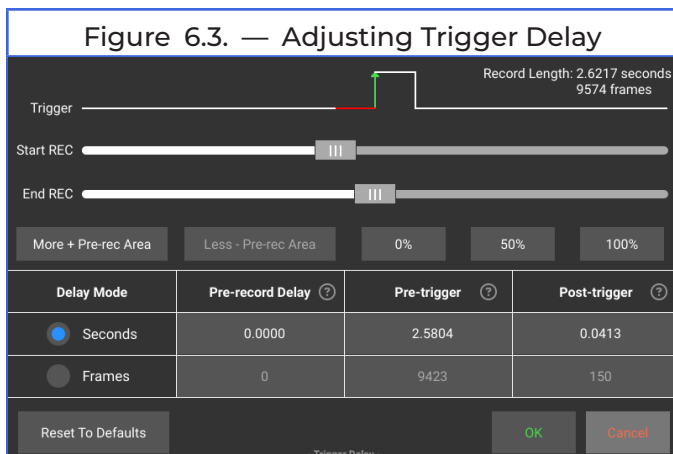 Figure 6.3. — Adjusting Trigger Delay
Record Length: 2.6217 seconds
9574 frames
Trigger
Start REC
End REC
More + Pre-rec Area Less - Pre-rec Area 0% 50% 100%
Delay Mode Pre-record Delay ? Pre-trigger ? Post-trigger ?
Seconds 0.0000 2.5804 0.0413
Frames 0 9423 150
Reset To Defaults OK Cancel
Trigger Delay